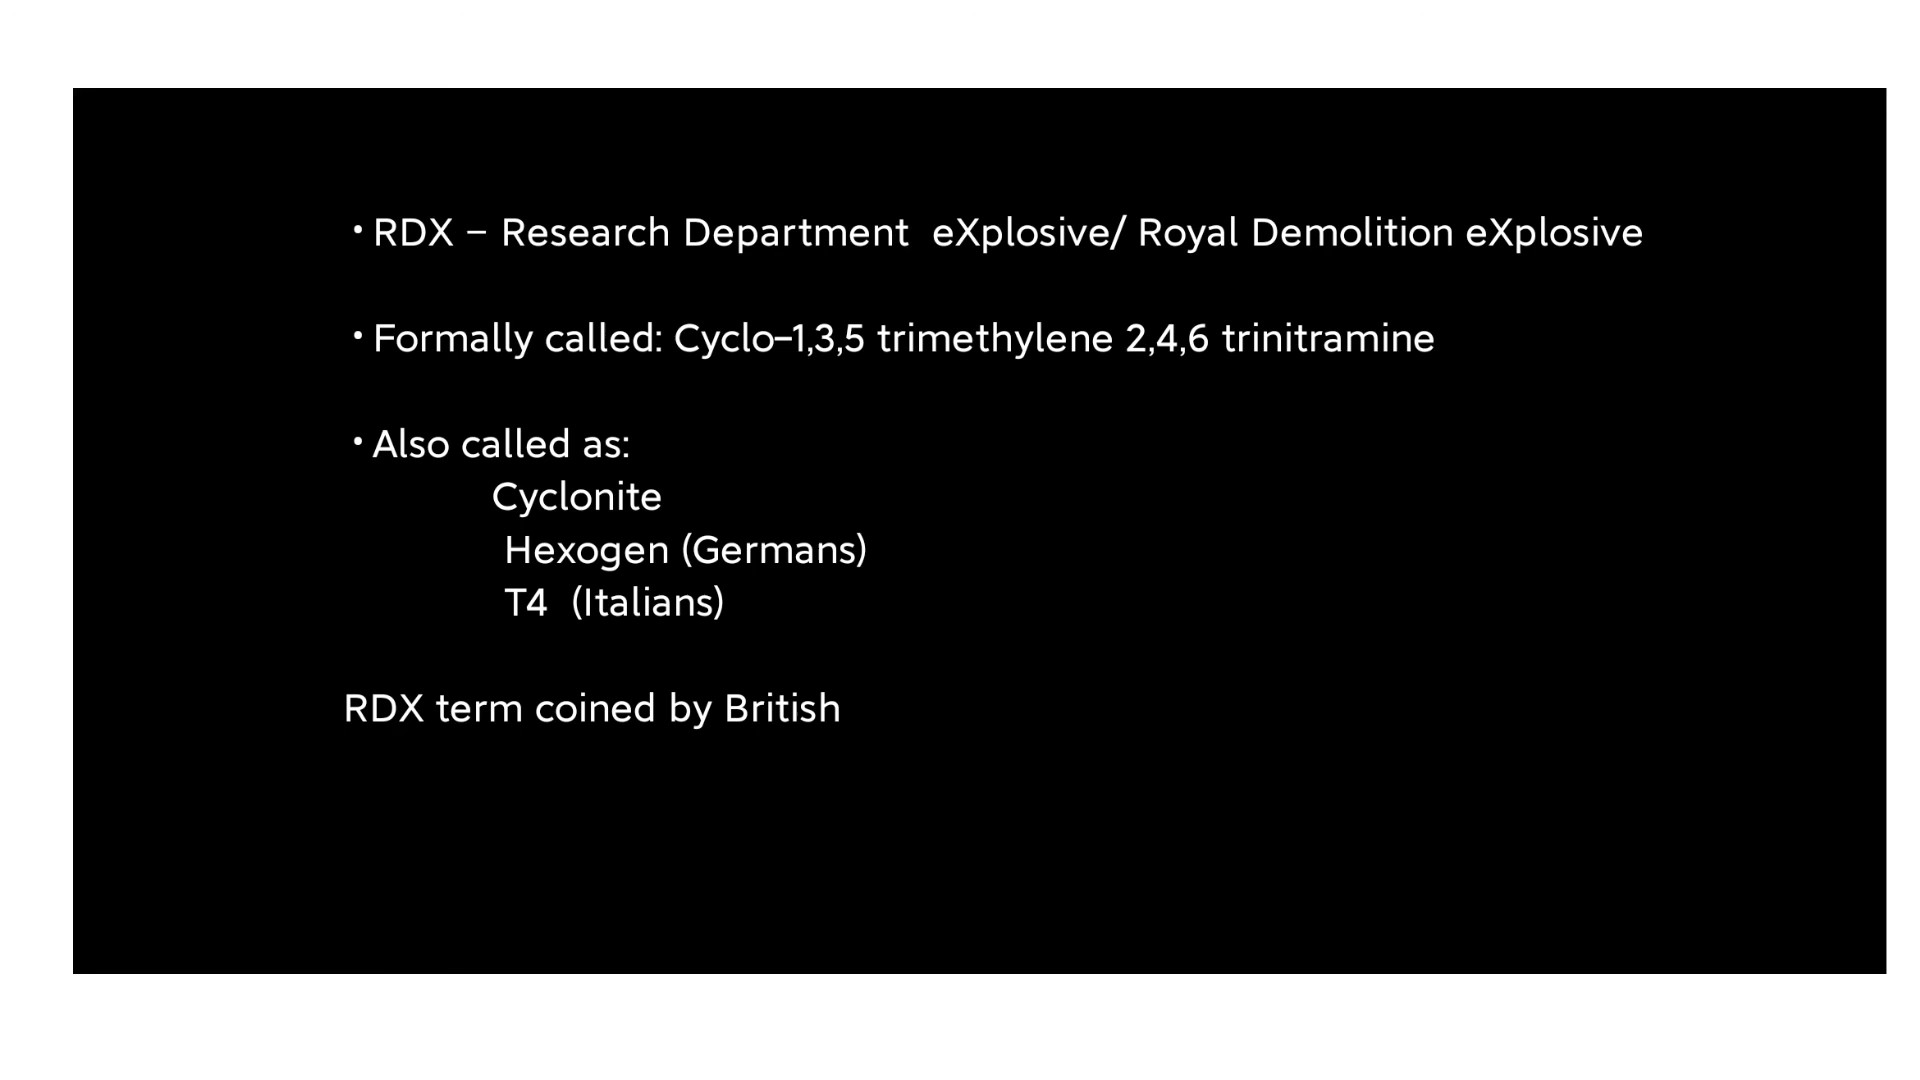 • RDX – Research Department  eXplosive/ Royal Demolition eXplosive
• Formally called: Cyclo–1,3,5 trimethylene 2,4,6 trinitramine
• Also called as:
Cyclonite
Hexogen (Germans)
T4  (Italians)
RDX term coined by British